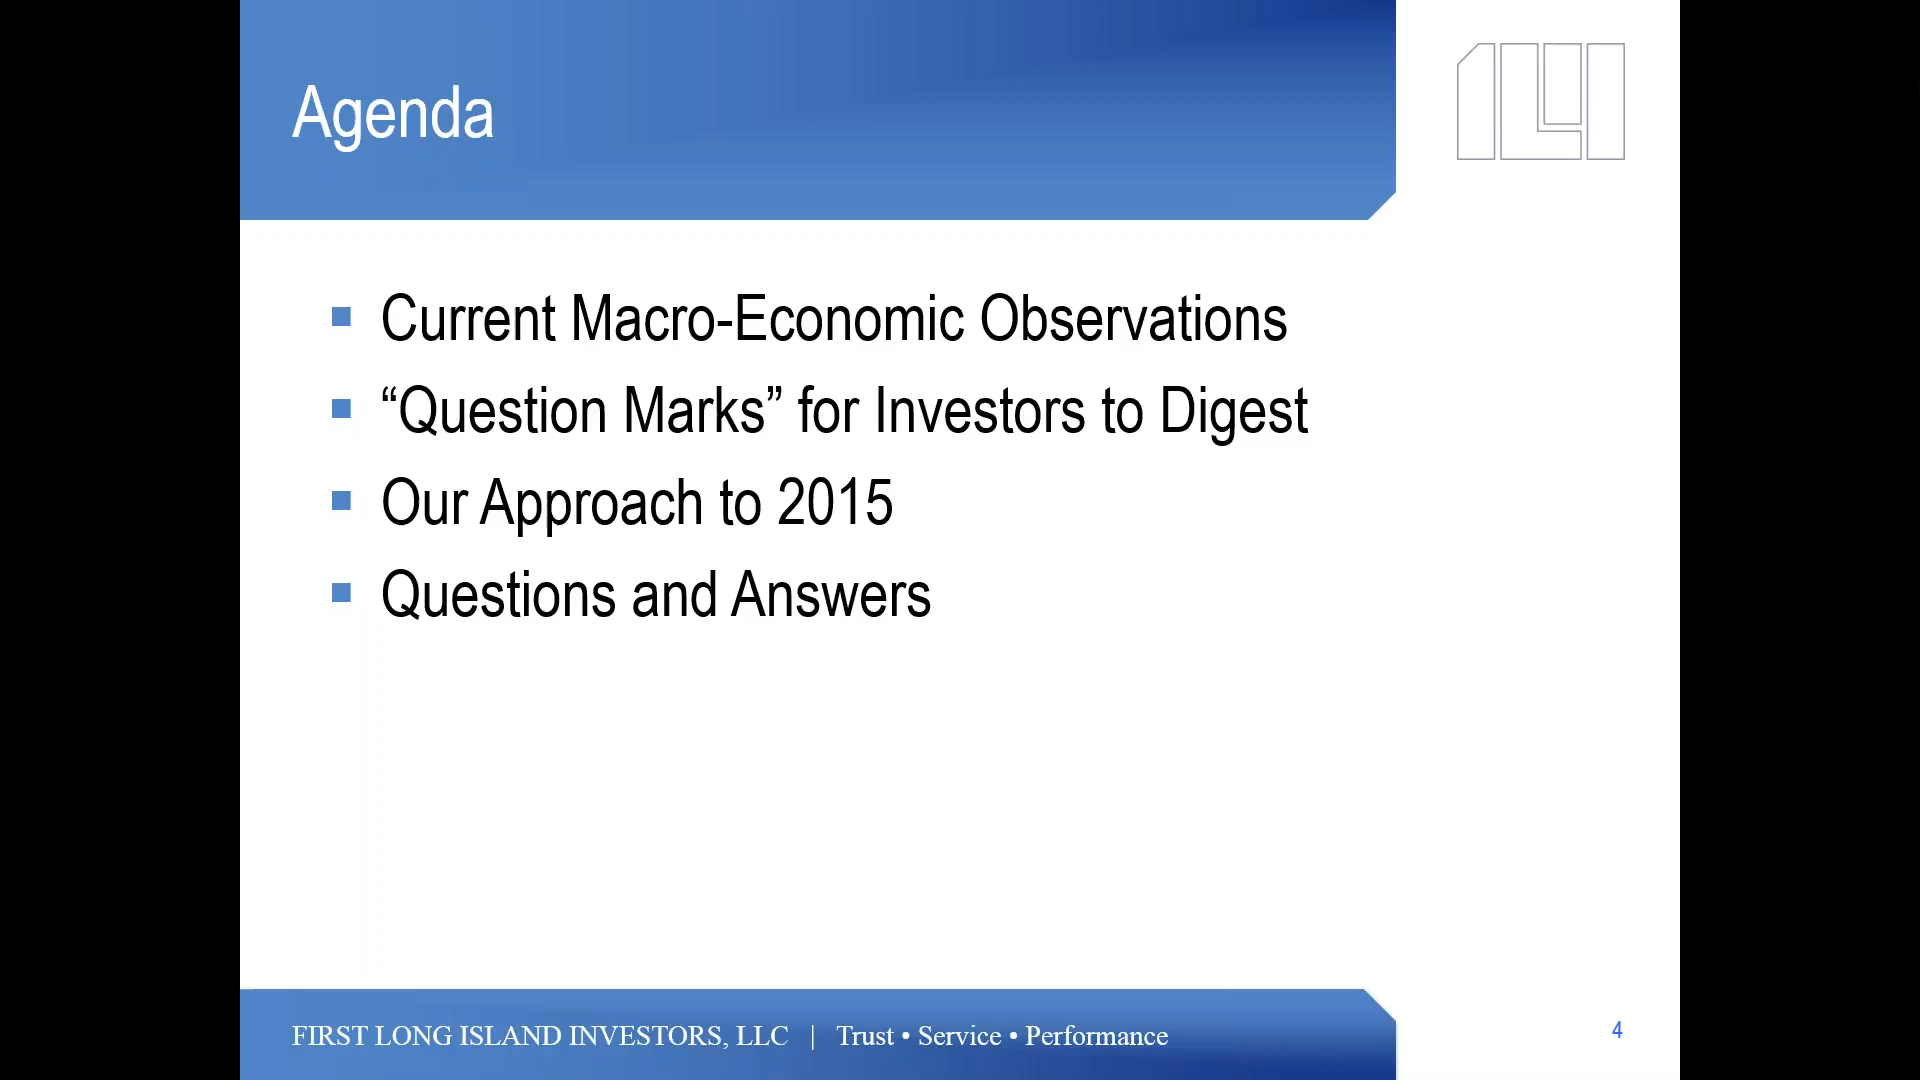 Agenda
▪ Current Macro-Economic Observations
▪ “Question Marks” for Investors to Digest
▪ Our Approach to 2015
▪ Questions and Answers
FIRST LONG ISLAND INVESTORS, LLC | Trust • Service • Performance
4